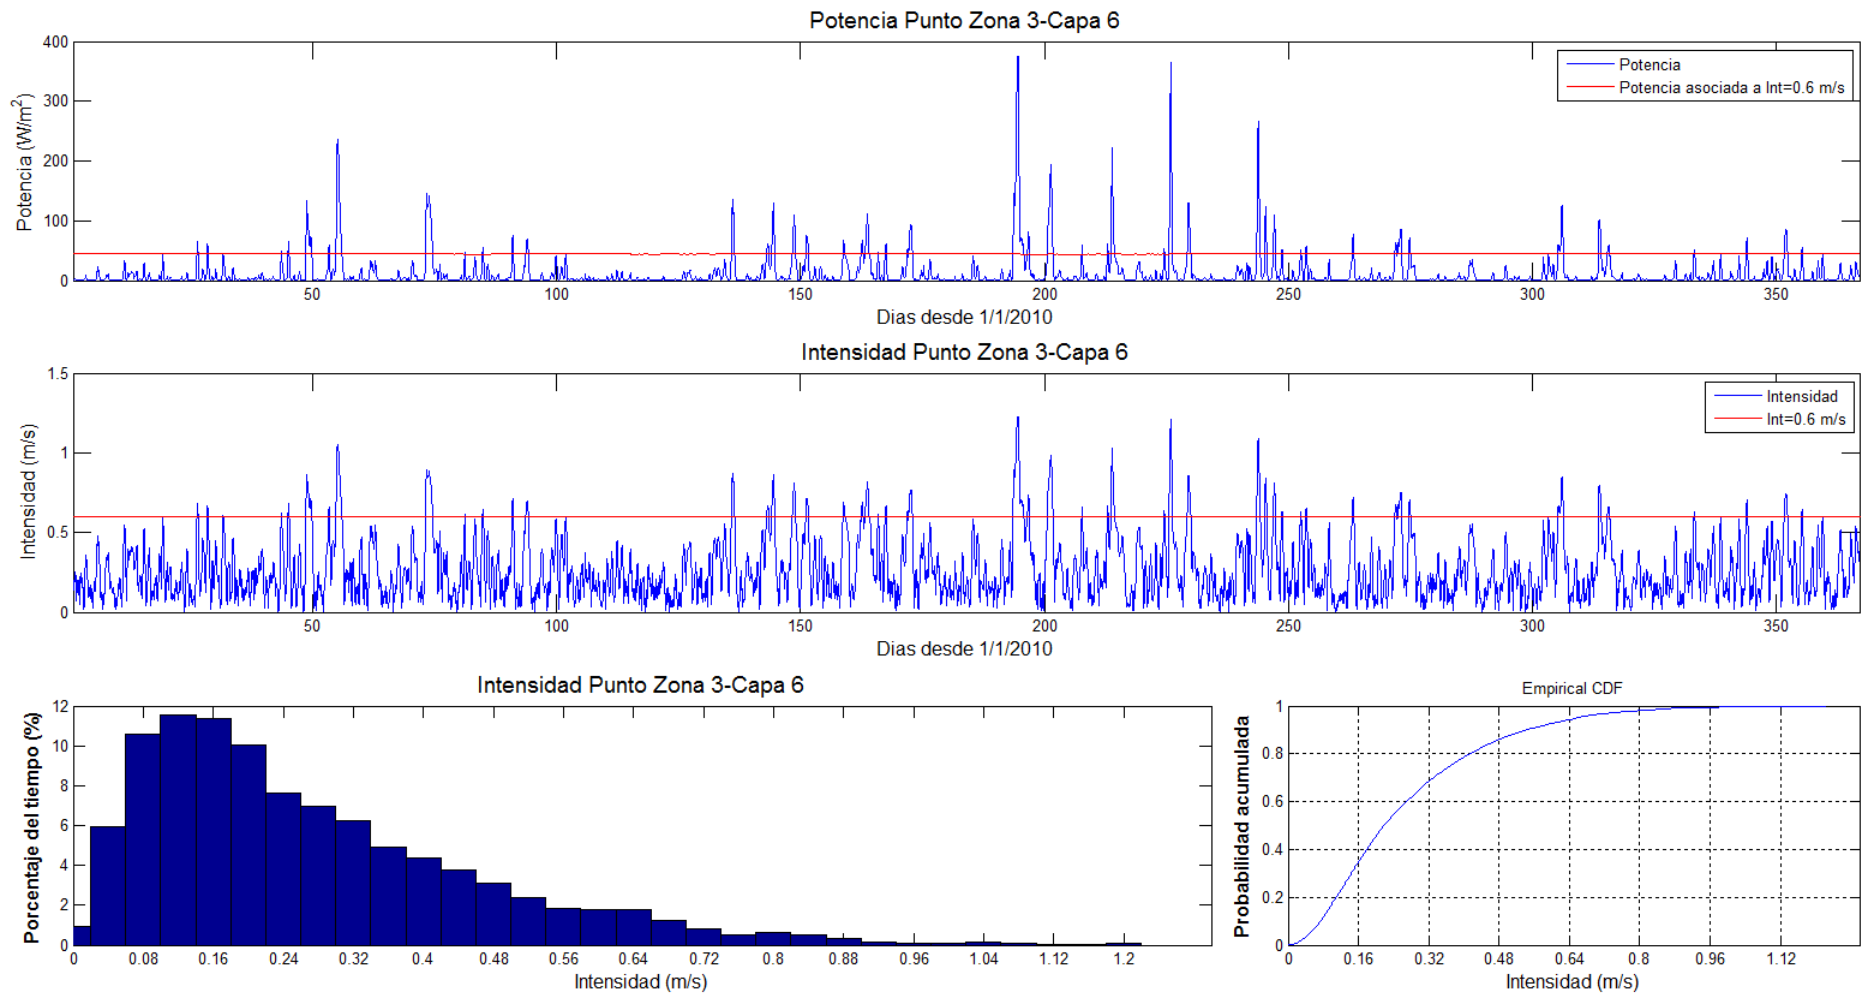 Potencia Punto Zona 3-Capa 6
400
300
200
100
0
Potencia (W/m²)
Potencia
Potencia asociada a Int=0.6 m/s
50 100 150 200 250 300 350
Dias desde 1/1/2010
Intensidad Punto Zona 3-Capa 6
1.5
1
0.5
0
Intensidad (m/s)
Intensidad
Int=0.6 m/s
50 100 150 200 250 300 350
Dias desde 1/1/2010
Intensidad Punto Zona 3-Capa 6
12
10
8
6
4
2
0
Porcentaje del tiempo (%)
0 0.08 0.16 0.24 0.32 0.4 0.48 0.56 0.64 0.72 0.8 0.88 0.96 1.04 1.12 1.2
Intensidad (m/s)
Empirical CDF
1
0.8
0.6
0.4
0.2
0
Probabilidad acumulada
0 0.16 0.32 0.48 0.64 0.8 0.96 1.12
Intensidad (m/s)